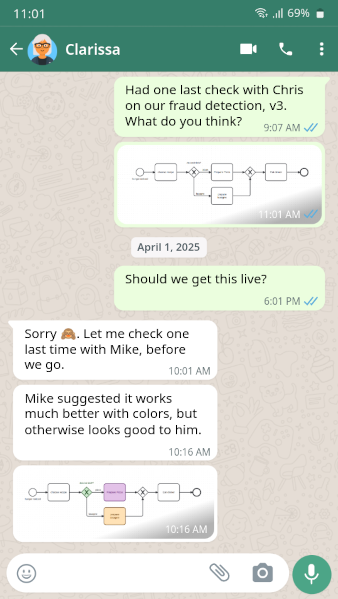 11:01
69%
Clarissa
Had one last check with Chris
on our fraud detection, v3.
What do you think?
9:07 AM
11:01 AM
April 1, 2025
Should we get this live?
6:01 PM
Sorry 🙈. Let me check one
last time with Mike, before
we go.
10:01 AM
Mike suggested it works
much better with colors, but
otherwise looks good to him.
10:16 AM
10:16 AM